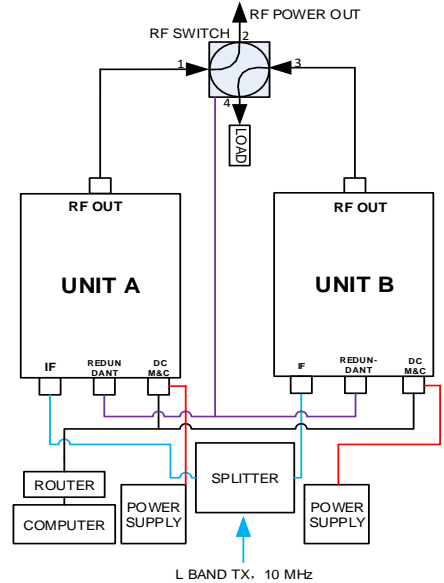 RF POWER OUT
RF SWITCH
2
1
3
4
LOAD
RF OUT
RF OUT
UNIT A
UNIT B
IF
REDUN
DANT
DC
M&C
IF
REDUN-
DANT
DC
M&C
ROUTER
COMPUTER
POWER
SUPPLY
SPLITTER
POWER
SUPPLY
L BAND TX, 10 MHz